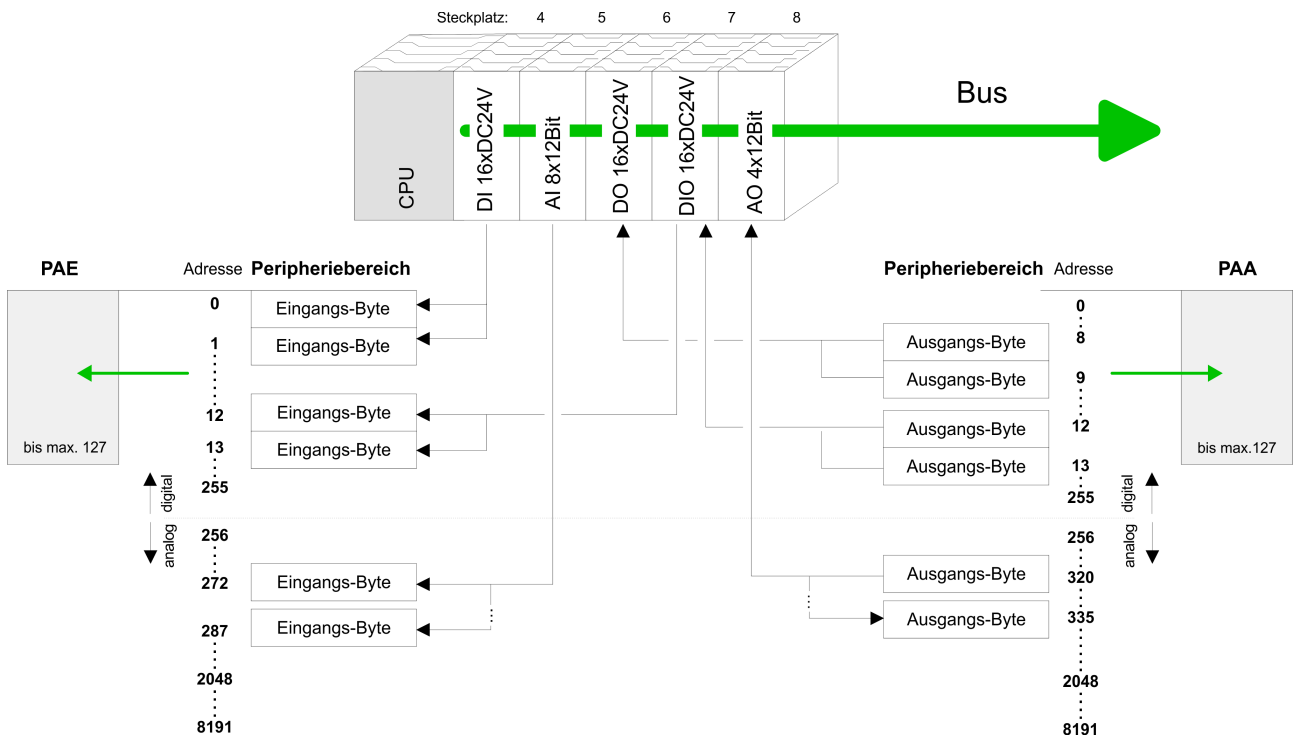 Steckplatz: 4 5 6 7 8
Bus
CPU
DI 16xDC24V
AI 8x12Bit
DO 16xDC24V
DIO 16xDC24V
AO 4x12Bit
PAE
Adresse Peripheriebereich
0
Eingangs-Byte
1
Eingangs-Byte
12
Eingangs-Byte
13
Eingangs-Byte
bis max. 127
255
digital
analog
256
272
Eingangs-Byte
287
Eingangs-Byte
2048
8191
Peripheriebereich Adresse
PAA
0
Ausgangs-Byte
8
Ausgangs-Byte
9
Ausgangs-Byte
12
Ausgangs-Byte
13
bis max.127
255
digital
analog
256
Ausgangs-Byte
320
Ausgangs-Byte
335
2048
8191